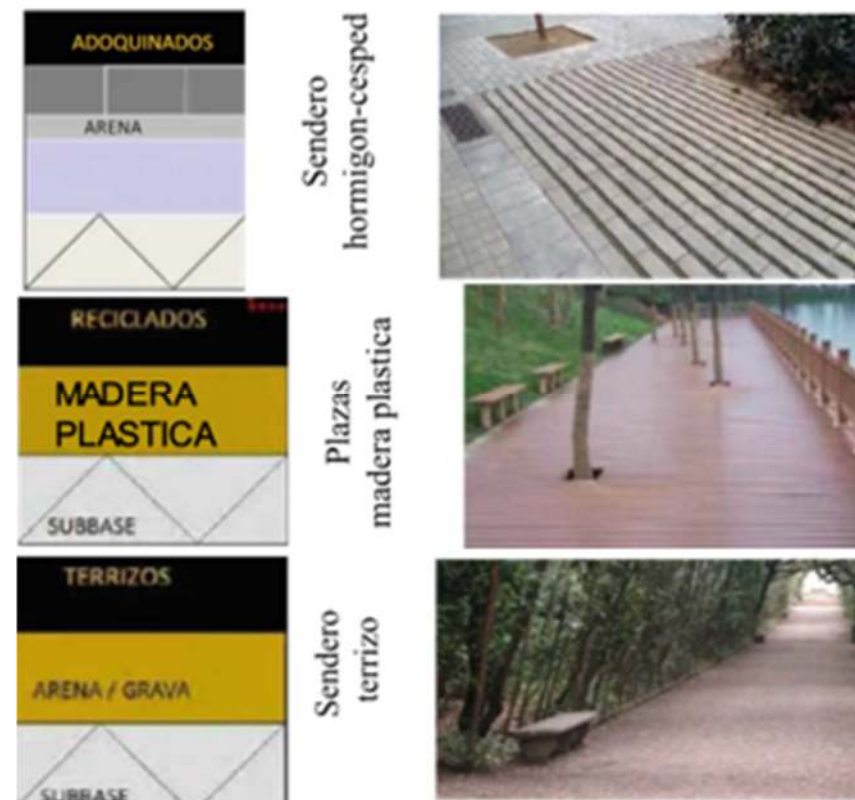 ADOQUINADOS
ARENA
Sendero
hormigon-cesped
RECICLADOS
MADERA
PLASTICA
SUBBASE
Plazas
madera plastica
TERRIZOS
ARENA / GRAVA
SUBBASE
Sendero
terrizo